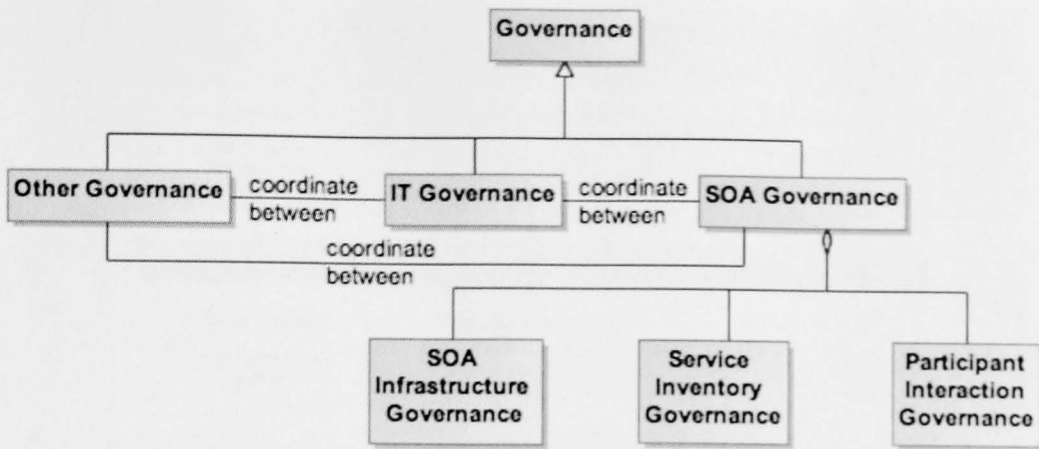 Governance
Other Governance
coordinate
between
IT Governance
coordinate
between
SOA Governance
coordinate
between
SOA
Infrastructure
Governance
Service
Inventory
Governance
Participant
Interaction
Governance